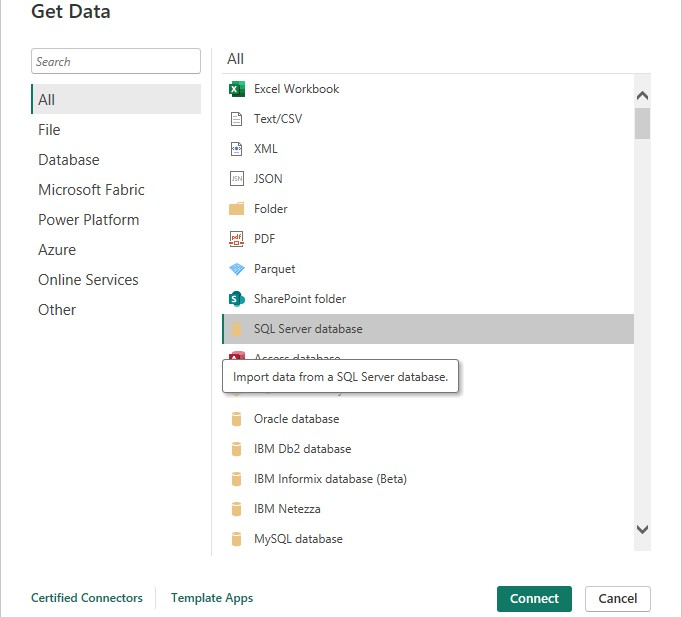 Get Data
Search
All
File
Database
Microsoft Fabric
Power Platform
Azure
Online Services
Other
All
Excel Workbook
Text/CSV
XML
JSON
Folder
PDF
Parquet
SharePoint folder
SQL Server database
Access database
Import data from a SQL Server database.
Oracle database
IBM Db2 database
IBM Informix database (Beta)
IBM Netezza
MySQL database
Certified Connectors
Template Apps
Connect
Cancel